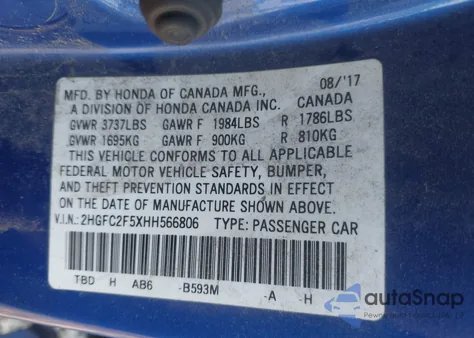 MFD. BY HONDA OF CANADA MFG., 08/'17
A DIVISION OF HONDA CANADA INC. CANADA
GVWR 3737LBS GAWR F 1984LBS R 1786LBS
GVWR 1695KG GAWR F 900KG R 810KG
THIS VEHICLE CONFORMS TO ALL APPLICABLE
FEDERAL MOTOR VEHICLE SAFETY, BUMPER,
AND THEFT PREVENTION STANDARDS IN EFFECT
ON THE DATE OF MANUFACTURE SHOWN ABOVE.
V.I.N.: 2HGFC2F5XHH566806 TYPE: PASSENGER CAR
TBD H AB6 -B593M -A -H
autoSnap